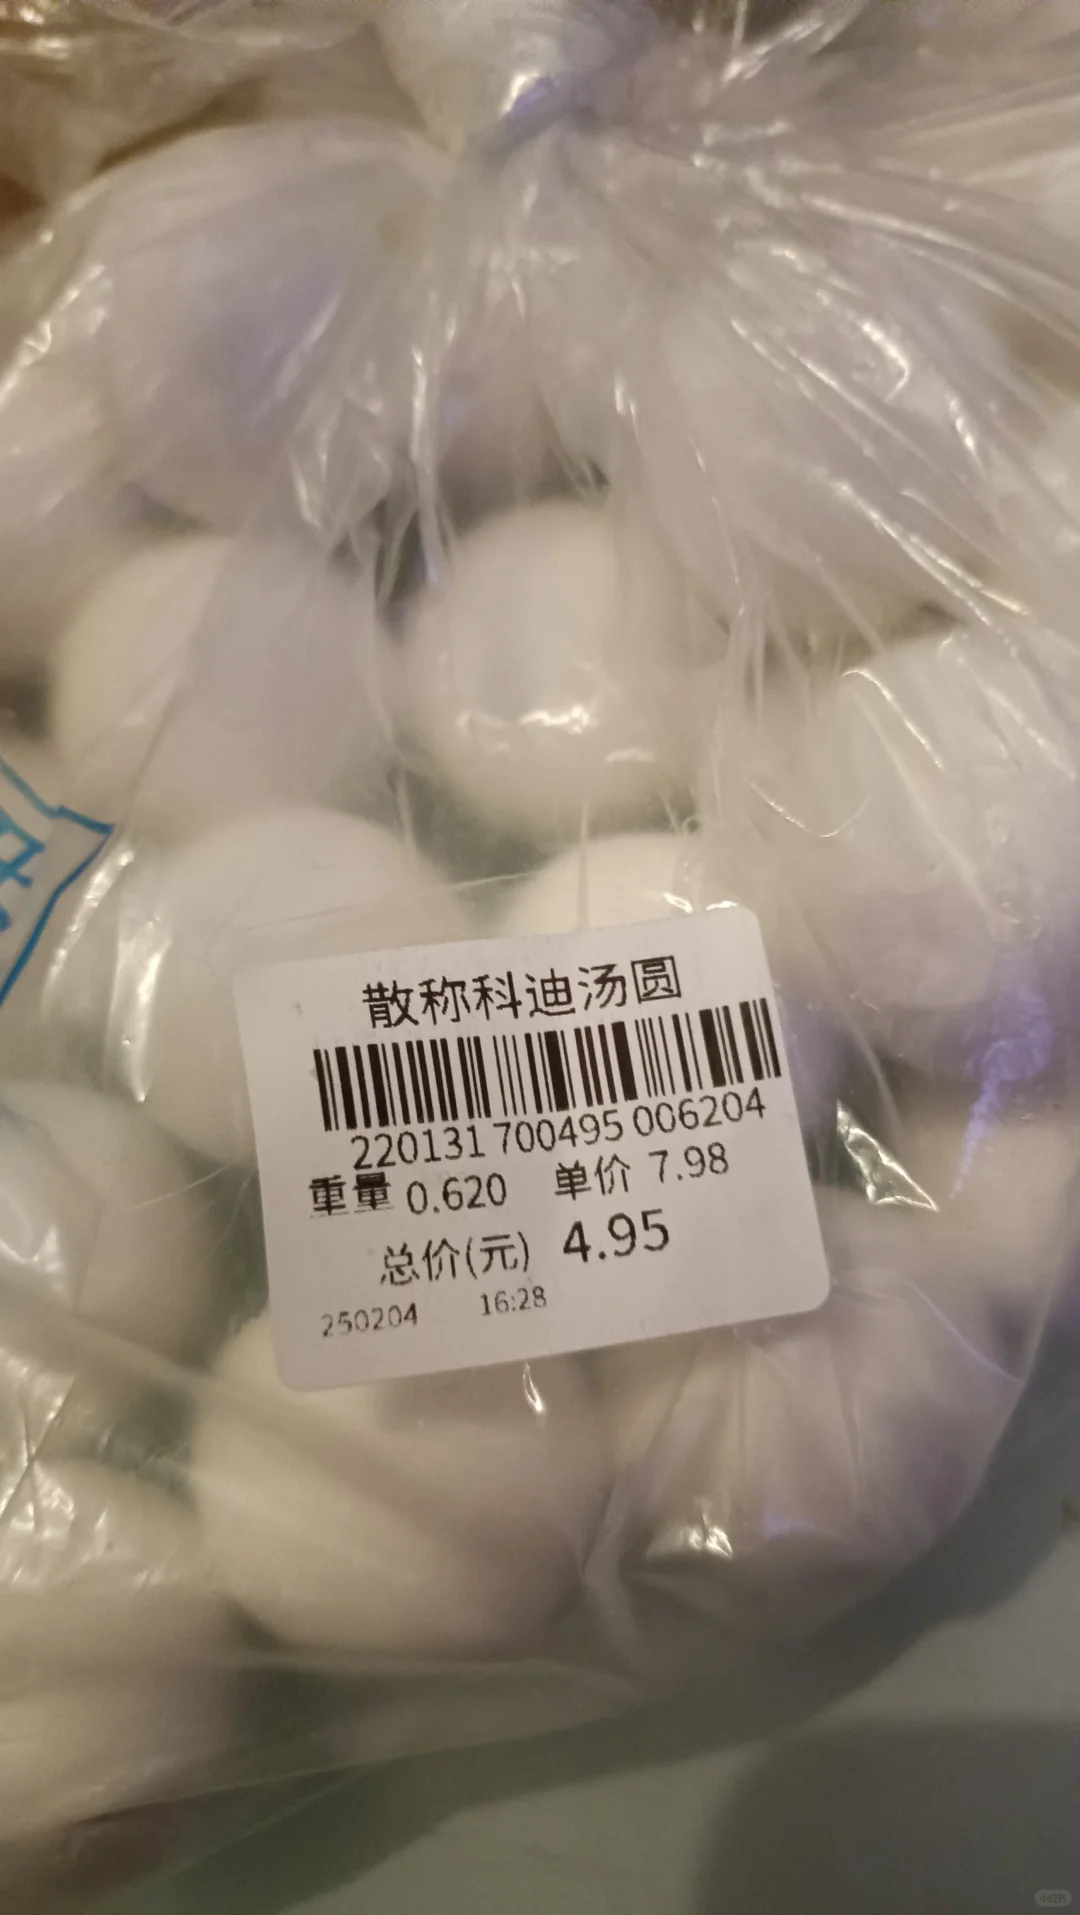 散称科迪汤圆
220131 700495 006204
重量 0.620 单价 7.98
总价(元) 4.95
250204 16:28